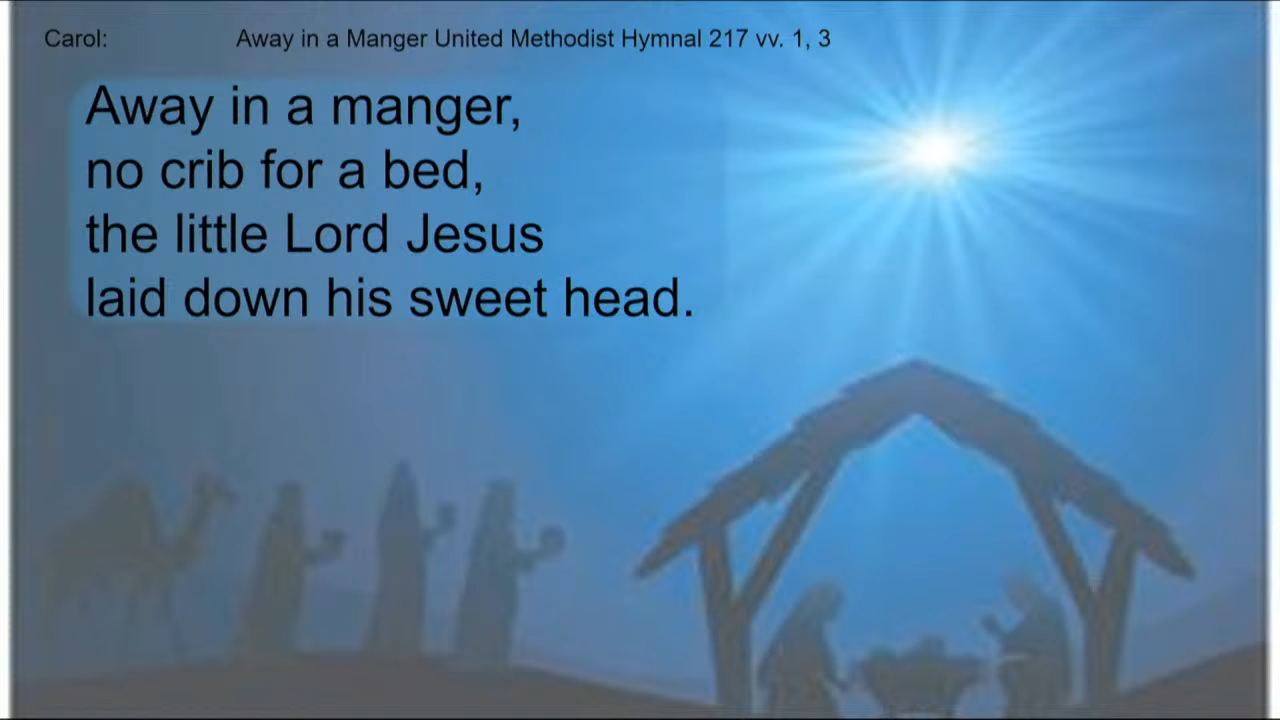 Carol: Away in a Manger United Methodist Hymnal 217 vv. 1, 3
Away in a manger,
no crib for a bed,
the little Lord Jesus
laid down his sweet head.